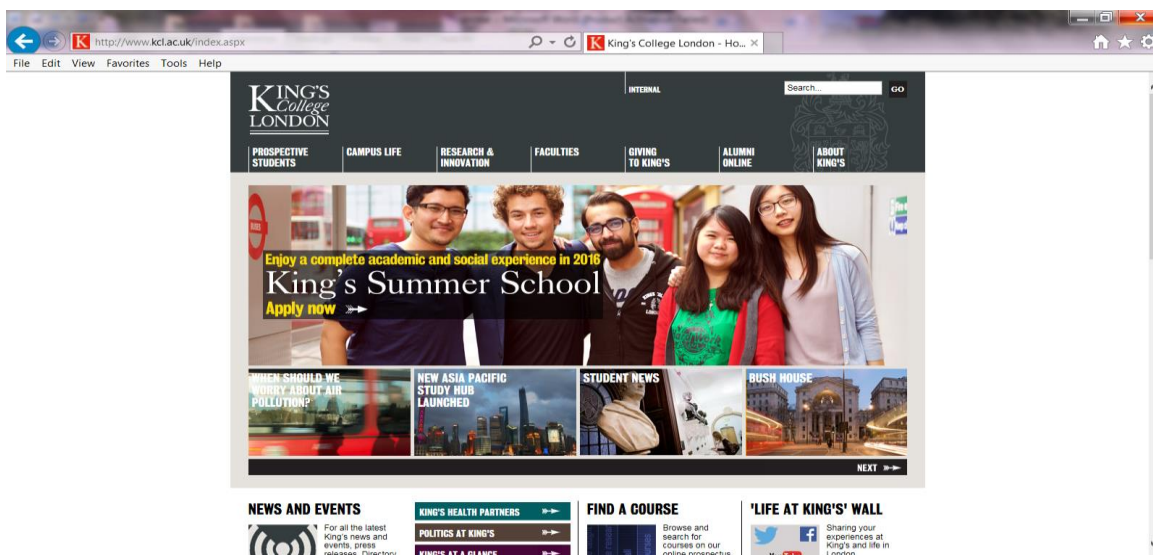 http://www.kcl.ac.uk/index.aspx
King's College London - Ho...
File Edit View Favorites Tools Help
KING'S
College
LONDON
INTERNAL
Search...
GO
PROSPECTIVE
STUDENTS
CAMPUS LIFE
RESEARCH &
INNOVATION
FACULTIES
GIVING
TO KING'S
ALUMNI
ONLINE
ABOUT
KING'S
Enjoy a complete academic and social experience in 2016
King's Summer School
Apply now
WHEN SHOULD WE
WORRY ABOUT AIR
POLLUTION?
NEW ASIA PACIFIC
STUDY HUB
LAUNCHED
STUDENT NEWS
BUSH HOUSE
NEXT
NEWS AND EVENTS
For all the latest
King's news and
events, press
releases, Directory
KING'S HEALTH PARTNERS
POLITICS AT KING'S
KING'S AT A GLANCE
FIND A COURSE
Browse and
search for
courses on our
online prospectus
'LIFE AT KING'S' WALL
Sharing your
experiences at
King's and life in
London